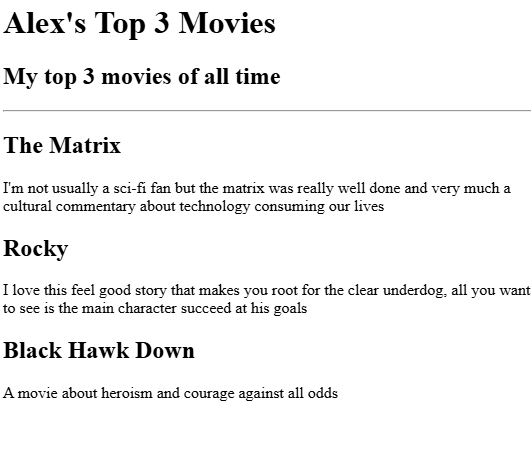 Alex's Top 3 Movies
My top 3 movies of all time
The Matrix
I'm not usually a sci-fi fan but the matrix was really well done and very much a
cultural commentary about technology consuming our lives
Rocky
I love this feel good story that makes you root for the clear underdog, all you want
to see is the main character succeed at his goals
Black Hawk Down
A movie about heroism and courage against all odds